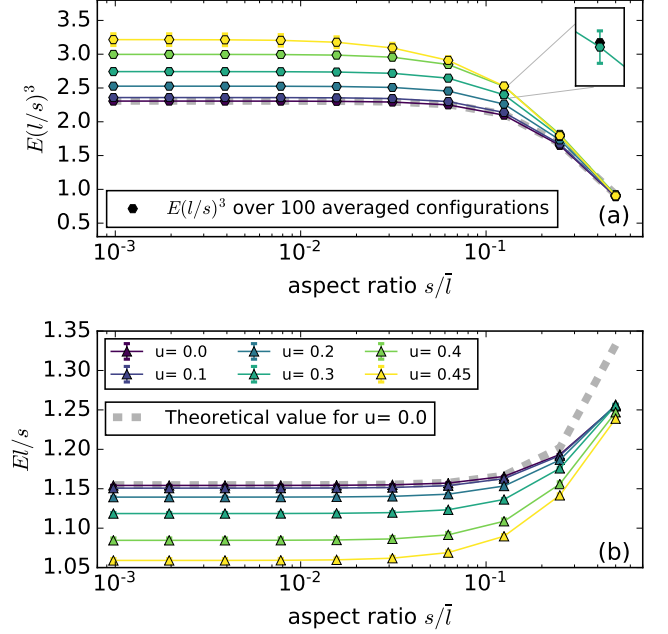 3.5
3.0
2.5
2.0
1.5
1.0
0.5
E(l/s)³
E(l/s)³ over 100 averaged configurations
(a)
10⁻³
10⁻²
10⁻¹
aspect ratio s/l̅
1.35
1.30
1.25
1.20
1.15
1.10
1.05
El/s
u= 0.0
u= 0.2
u= 0.4
u= 0.1
u= 0.3
u= 0.45
Theoretical value for u= 0.0
(b)
10⁻³
10⁻²
10⁻¹
aspect ratio s/l̅